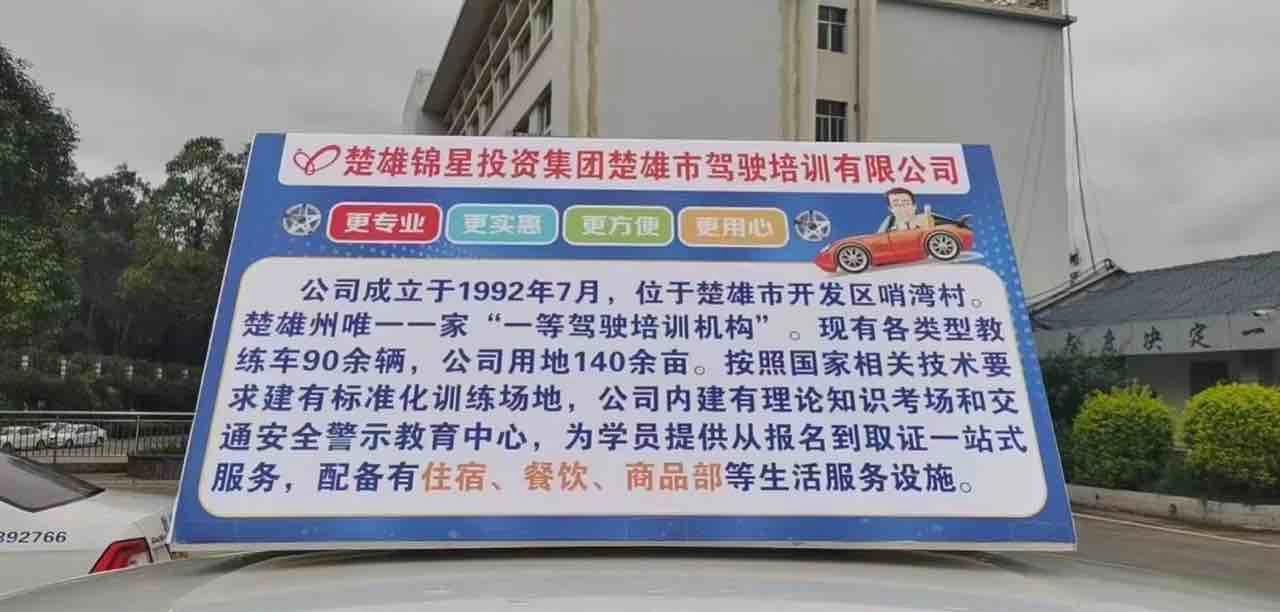 楚雄锦星投资集团楚雄市驾驶培训有限公司
更专业 更实惠 更方便 更用心
公司成立于1992年7月，位于楚雄市开发区哨湾村。
楚雄州唯一一家“一等驾驶培训机构”。现有各类型教
练车90余辆，公司用地140余亩。按照国家相关技术要
求建有标准化训练场地，公司内建有理论知识考场和交
通安全警示教育中心，为学员提供从报名到取证一站式
服务，配备有住宿、餐饮、商品部等生活服务设施。
态度决定一
392766